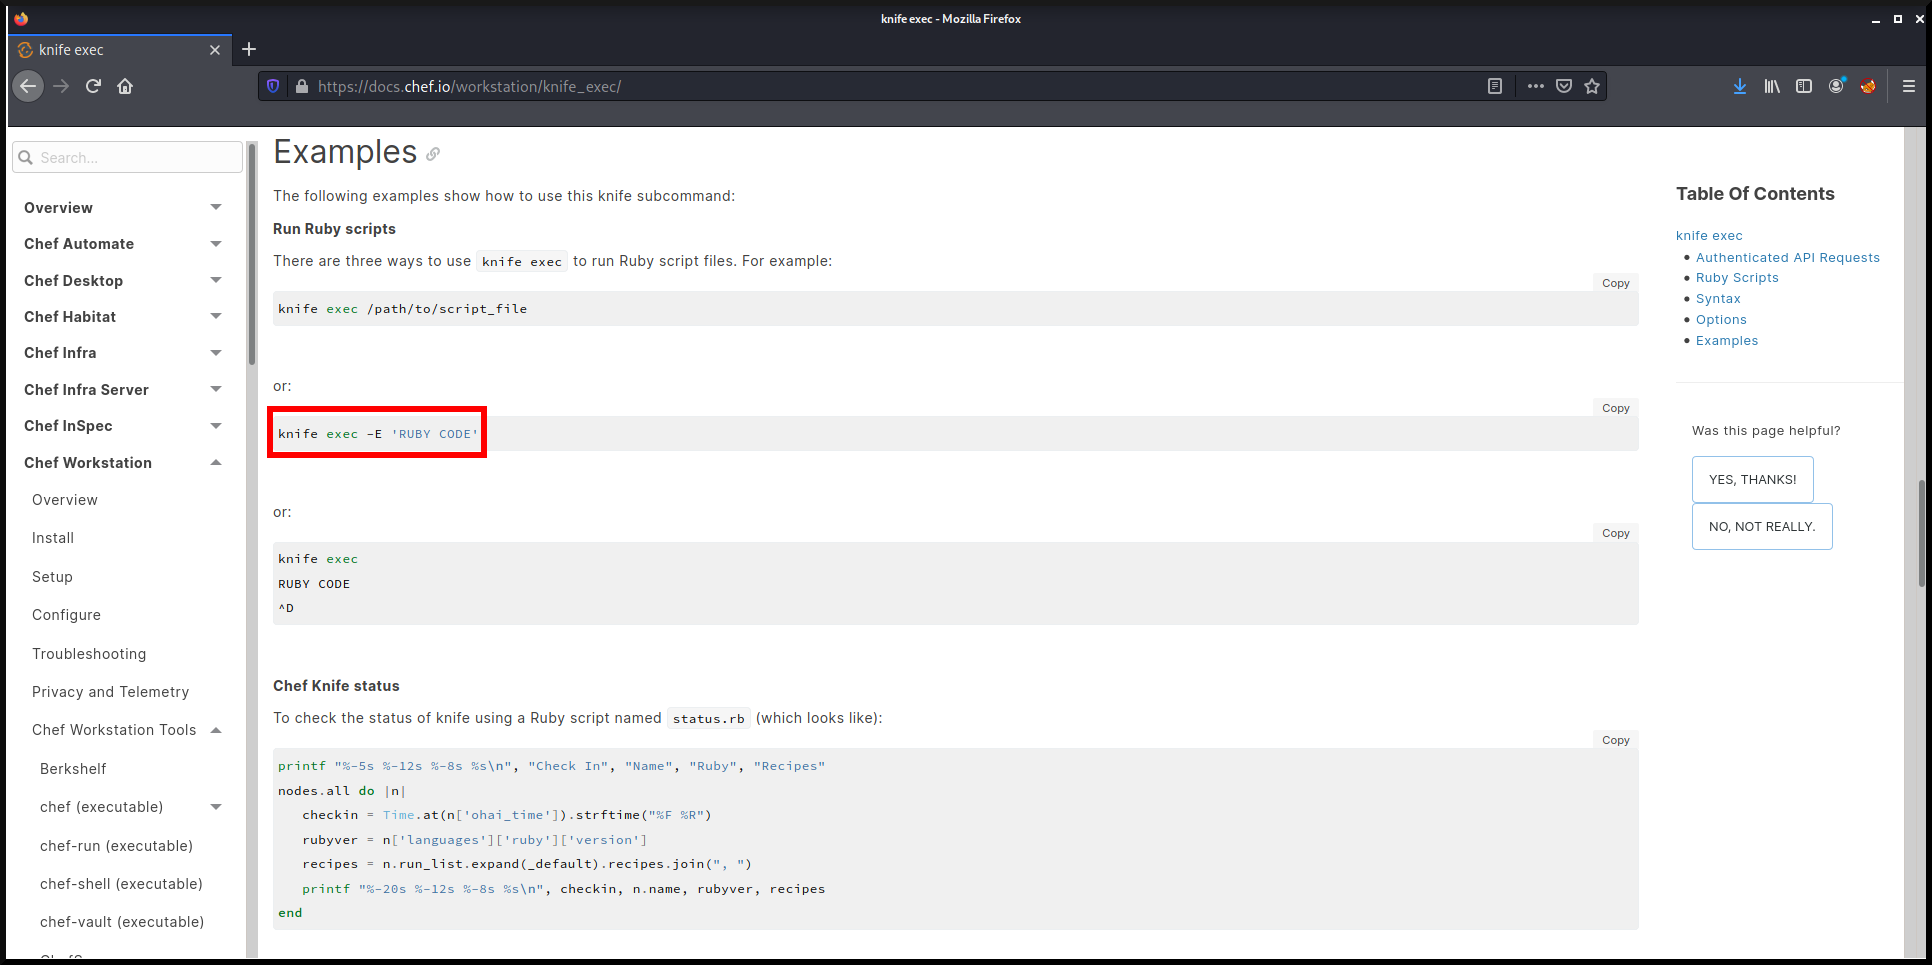 knife exec - Mozilla Firefox
knife exec
https://docs.chef.io/workstation/knife_exec/
Search...
Overview
Chef Automate
Chef Desktop
Chef Habitat
Chef Infra
Chef Infra Server
Chef InSpec
Chef Workstation
Overview
Install
Setup
Configure
Troubleshooting
Privacy and Telemetry
Chef Workstation Tools
Berkshelf
chef (executable)
chef-run (executable)
chef-shell (executable)
chef-vault (executable)
Examples
The following examples show how to use this knife subcommand:
Run Ruby scripts
There are three ways to use knife exec to run Ruby script files. For example:
Copy
knife exec /path/to/script_file
or:
Copy
knife exec -E 'RUBY CODE'
or:
Copy
knife exec
RUBY CODE
^D
Chef Knife status
To check the status of knife using a Ruby script named status.rb (which looks like):
Copy
printf "%-5s %-12s %-8s %s\n", "Check In", "Name", "Ruby", "Recipes"
nodes.all do |n|
checkin = Time.at(n['ohai_time']).strftime("%F %R")
rubyver = n['languages']['ruby']['version']
recipes = n.run_list.expand(_default).recipes.join(", ")
printf "%-20s %-12s %-8s %s\n", checkin, n.name, rubyver, recipes
end
Table Of Contents
knife exec
Authenticated API Requests
Ruby Scripts
Syntax
Options
Examples
Was this page helpful?
YES, THANKS!
NO, NOT REALLY.